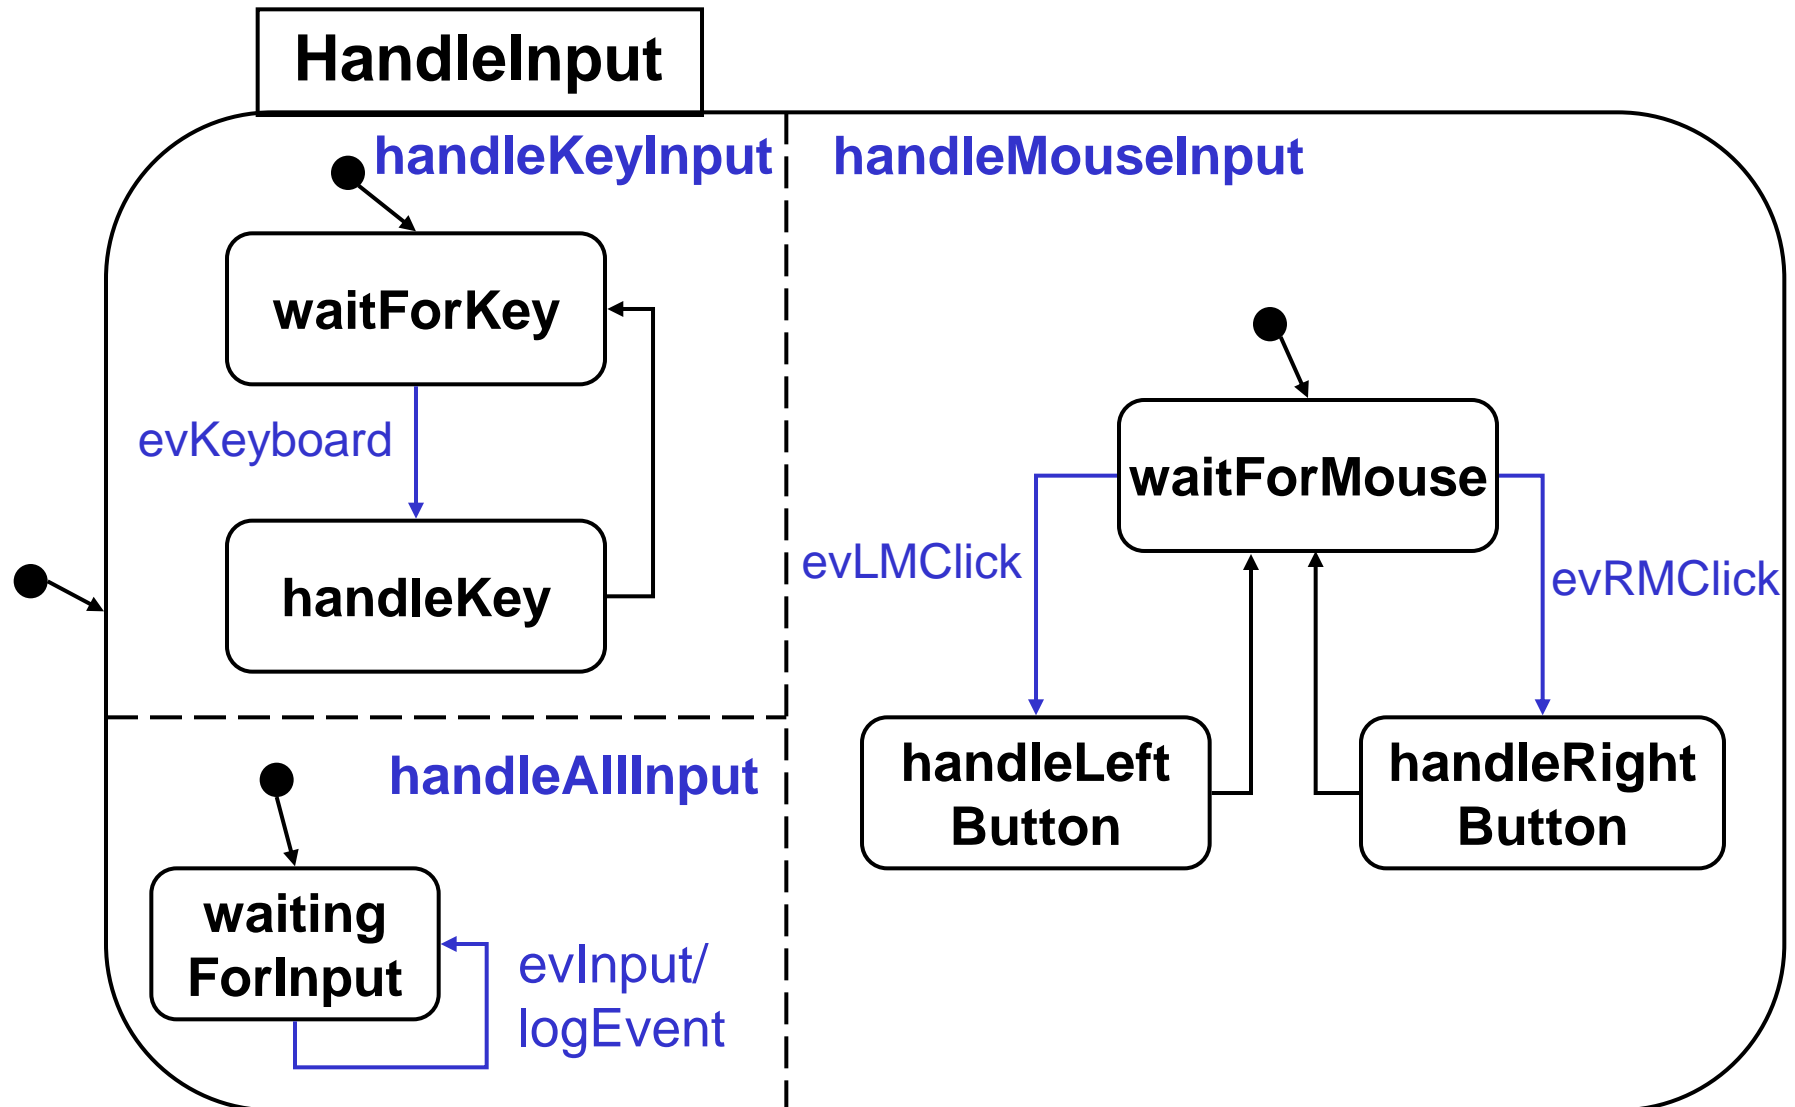 HandleInput
handleKeyInput
waitForKey
evKeyboard
handleKey
handleAllInput
waiting
ForInput
evInput/
logEvent
handleMouseInput
waitForMouse
evLMClick
evRMClick
handleLeft
Button
handleRight
Button